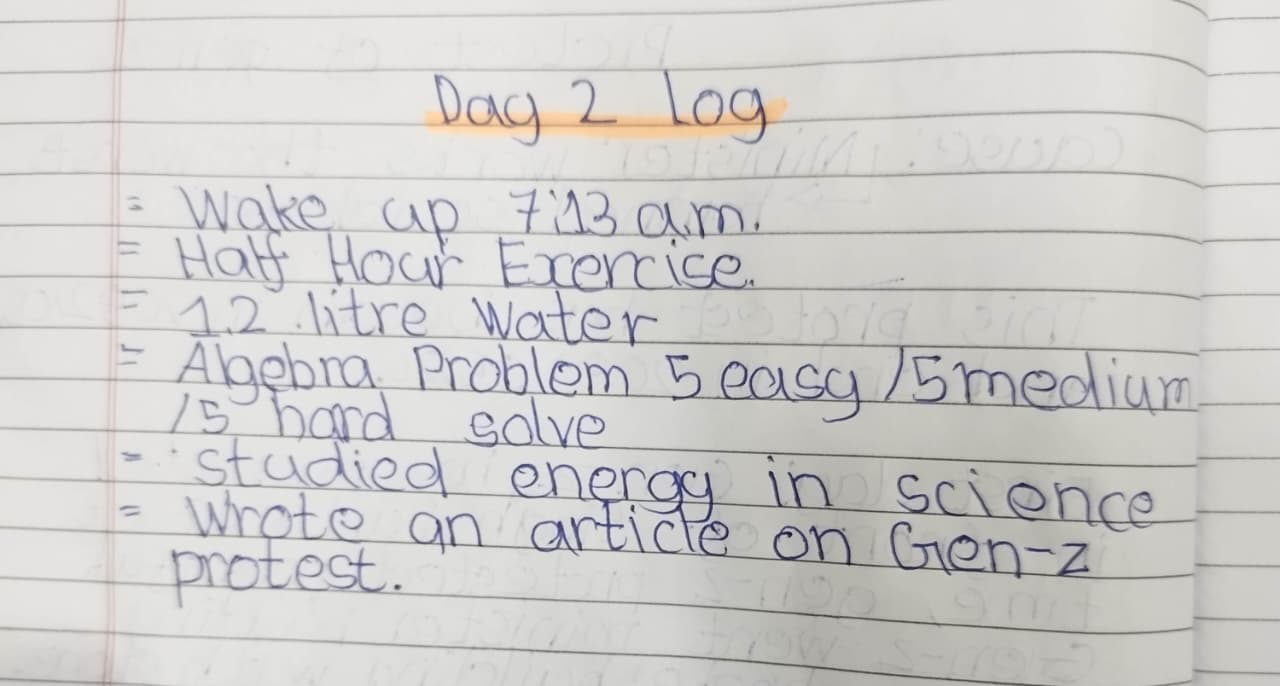 Day 2 log
= Wake up 7:13 a.m.
= Half Hour Exercise.
= 1.2 litre Water
= Algebra Problem 5 easy /5 medium
/5 hard solve
= studied energy in science
= Wrote an article on Gen-z
protest.